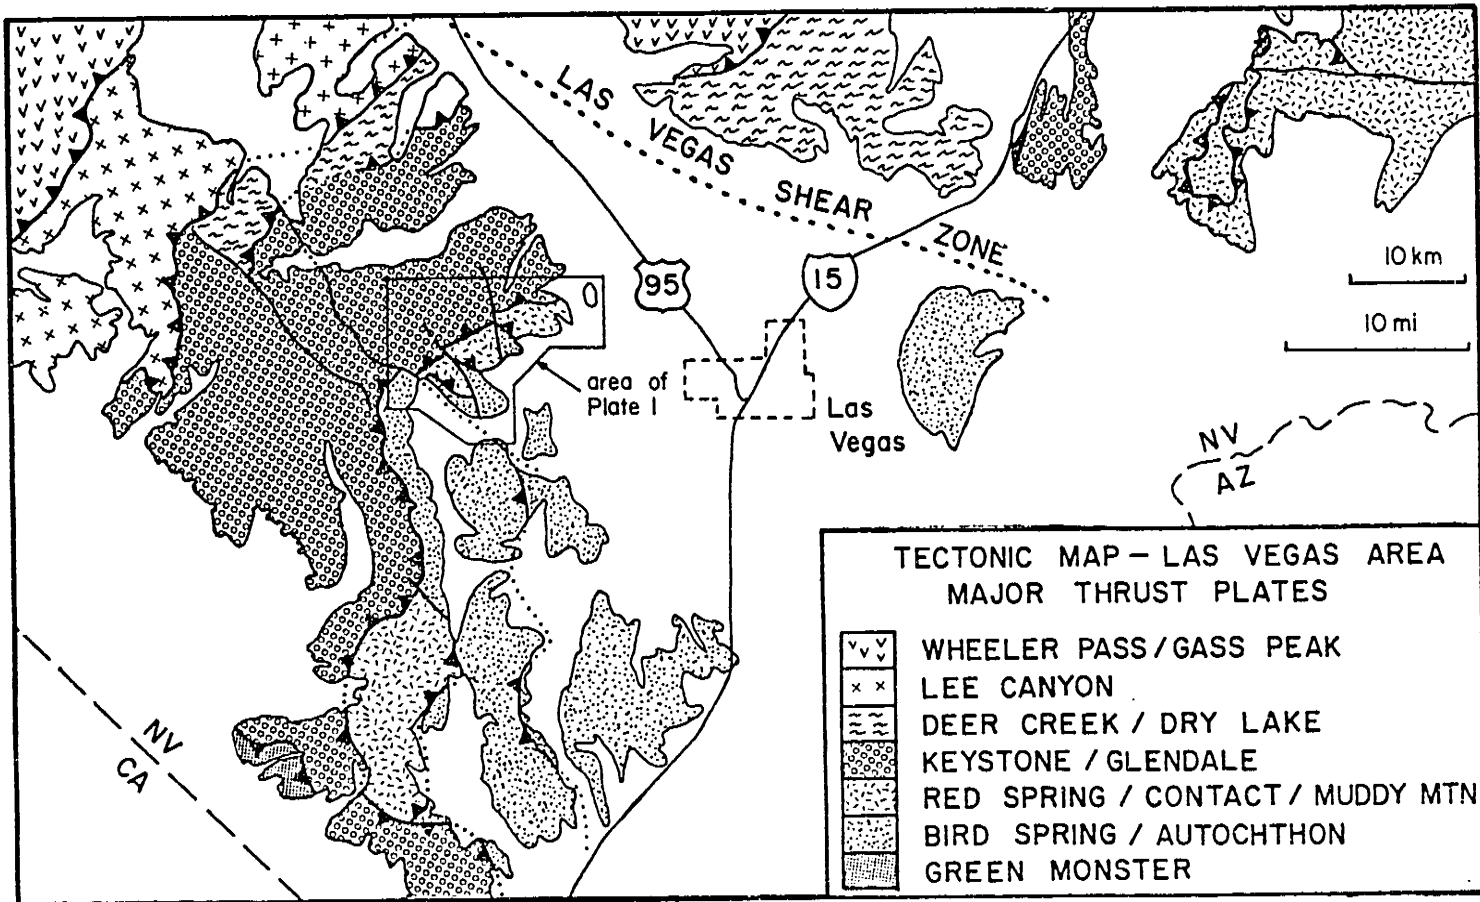 LAS
VEGAS
SHEAR
ZONE
95
15
10 km
10 mi
area of
Plate 1
Las
Vegas
NV
AZ
NV
CA
TECTONIC MAP – LAS VEGAS AREA
MAJOR THRUST PLATES
WHEELER PASS / GASS PEAK
LEE CANYON
DEER CREEK / DRY LAKE
KEYSTONE / GLENDALE
RED SPRING / CONTACT / MUDDY MTN
BIRD SPRING / AUTOCHTHON
GREEN MONSTER